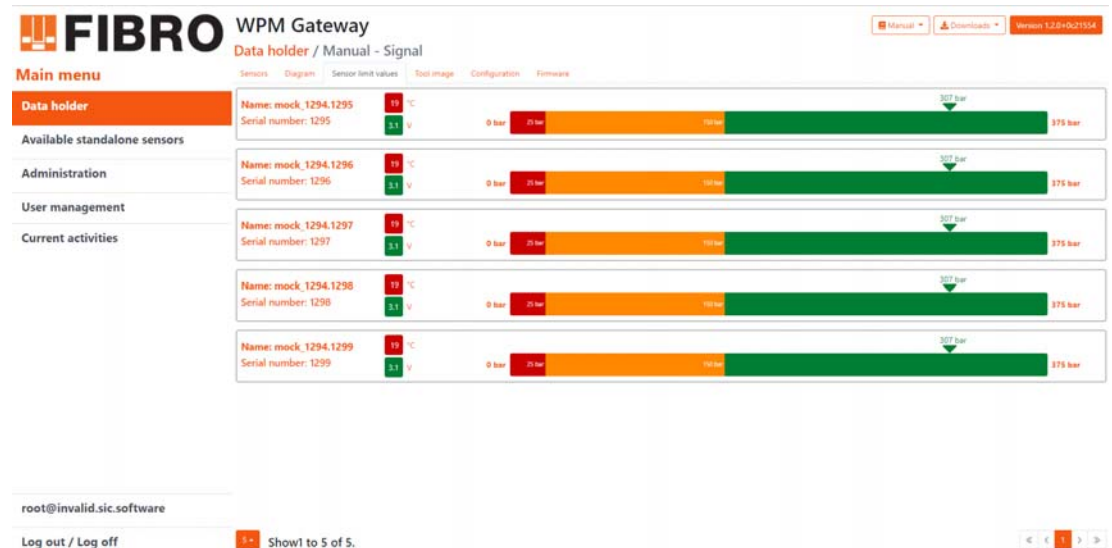 FIBRO
WPM Gateway
Manual
Downloads
Version 1.2.0+0c21554
Data holder / Manual - Signal
Main menu
Sensors Diagram Sensor limit values Tool image Configuration Firmware
Data holder
Available standalone sensors
Administration
User management
Current activities
Name: mock_1294.1295
Serial number: 1295
19 °C
3.1 V
0 bar
25 bar
150 bar
307 bar
375 bar
Name: mock_1294.1296
Serial number: 1296
19 °C
3.1 V
0 bar
25 bar
150 bar
307 bar
375 bar
Name: mock_1294.1297
Serial number: 1297
19 °C
3.1 V
0 bar
25 bar
150 bar
307 bar
375 bar
Name: mock_1294.1298
Serial number: 1298
19 °C
3.1 V
0 bar
25 bar
150 bar
307 bar
375 bar
Name: mock_1294.1299
Serial number: 1299
19 °C
3.1 V
0 bar
25 bar
150 bar
307 bar
375 bar
root@invalid.sic.software
Log out / Log off
5
Show1 to 5 of 5.
« ‹ 1 › »